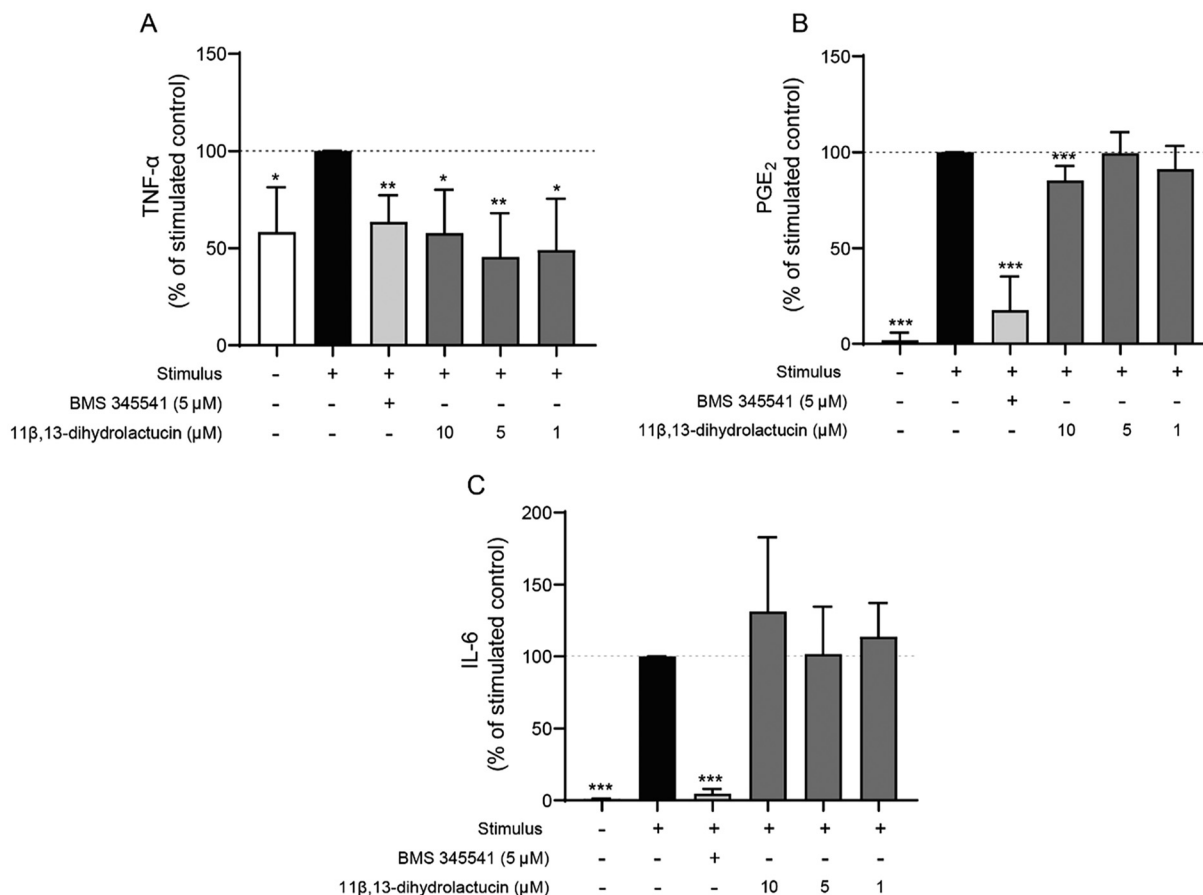 A
TNF-α
(% of stimulated control)
150
100
50
0
* ** * ** *
Stimulus - + + + + +
BMS 345541 (5 µM) - - + - - -
11β,13-dihydrolactucin (µM) - - - 10 5 1
B
PGE₂
(% of stimulated control)
150
100
50
0
*** *** ***
Stimulus - + + + + +
BMS 345541 (5 µM) - - + - - -
11β,13-dihydrolactucin (µM) - - - 10 5 1
C
IL-6
(% of stimulated control)
200
150
100
50
0
*** ***
Stimulus - + + + + +
BMS 345541 (5 µM) - - + - - -
11β,13-dihydrolactucin (µM) - - - 10 5 1